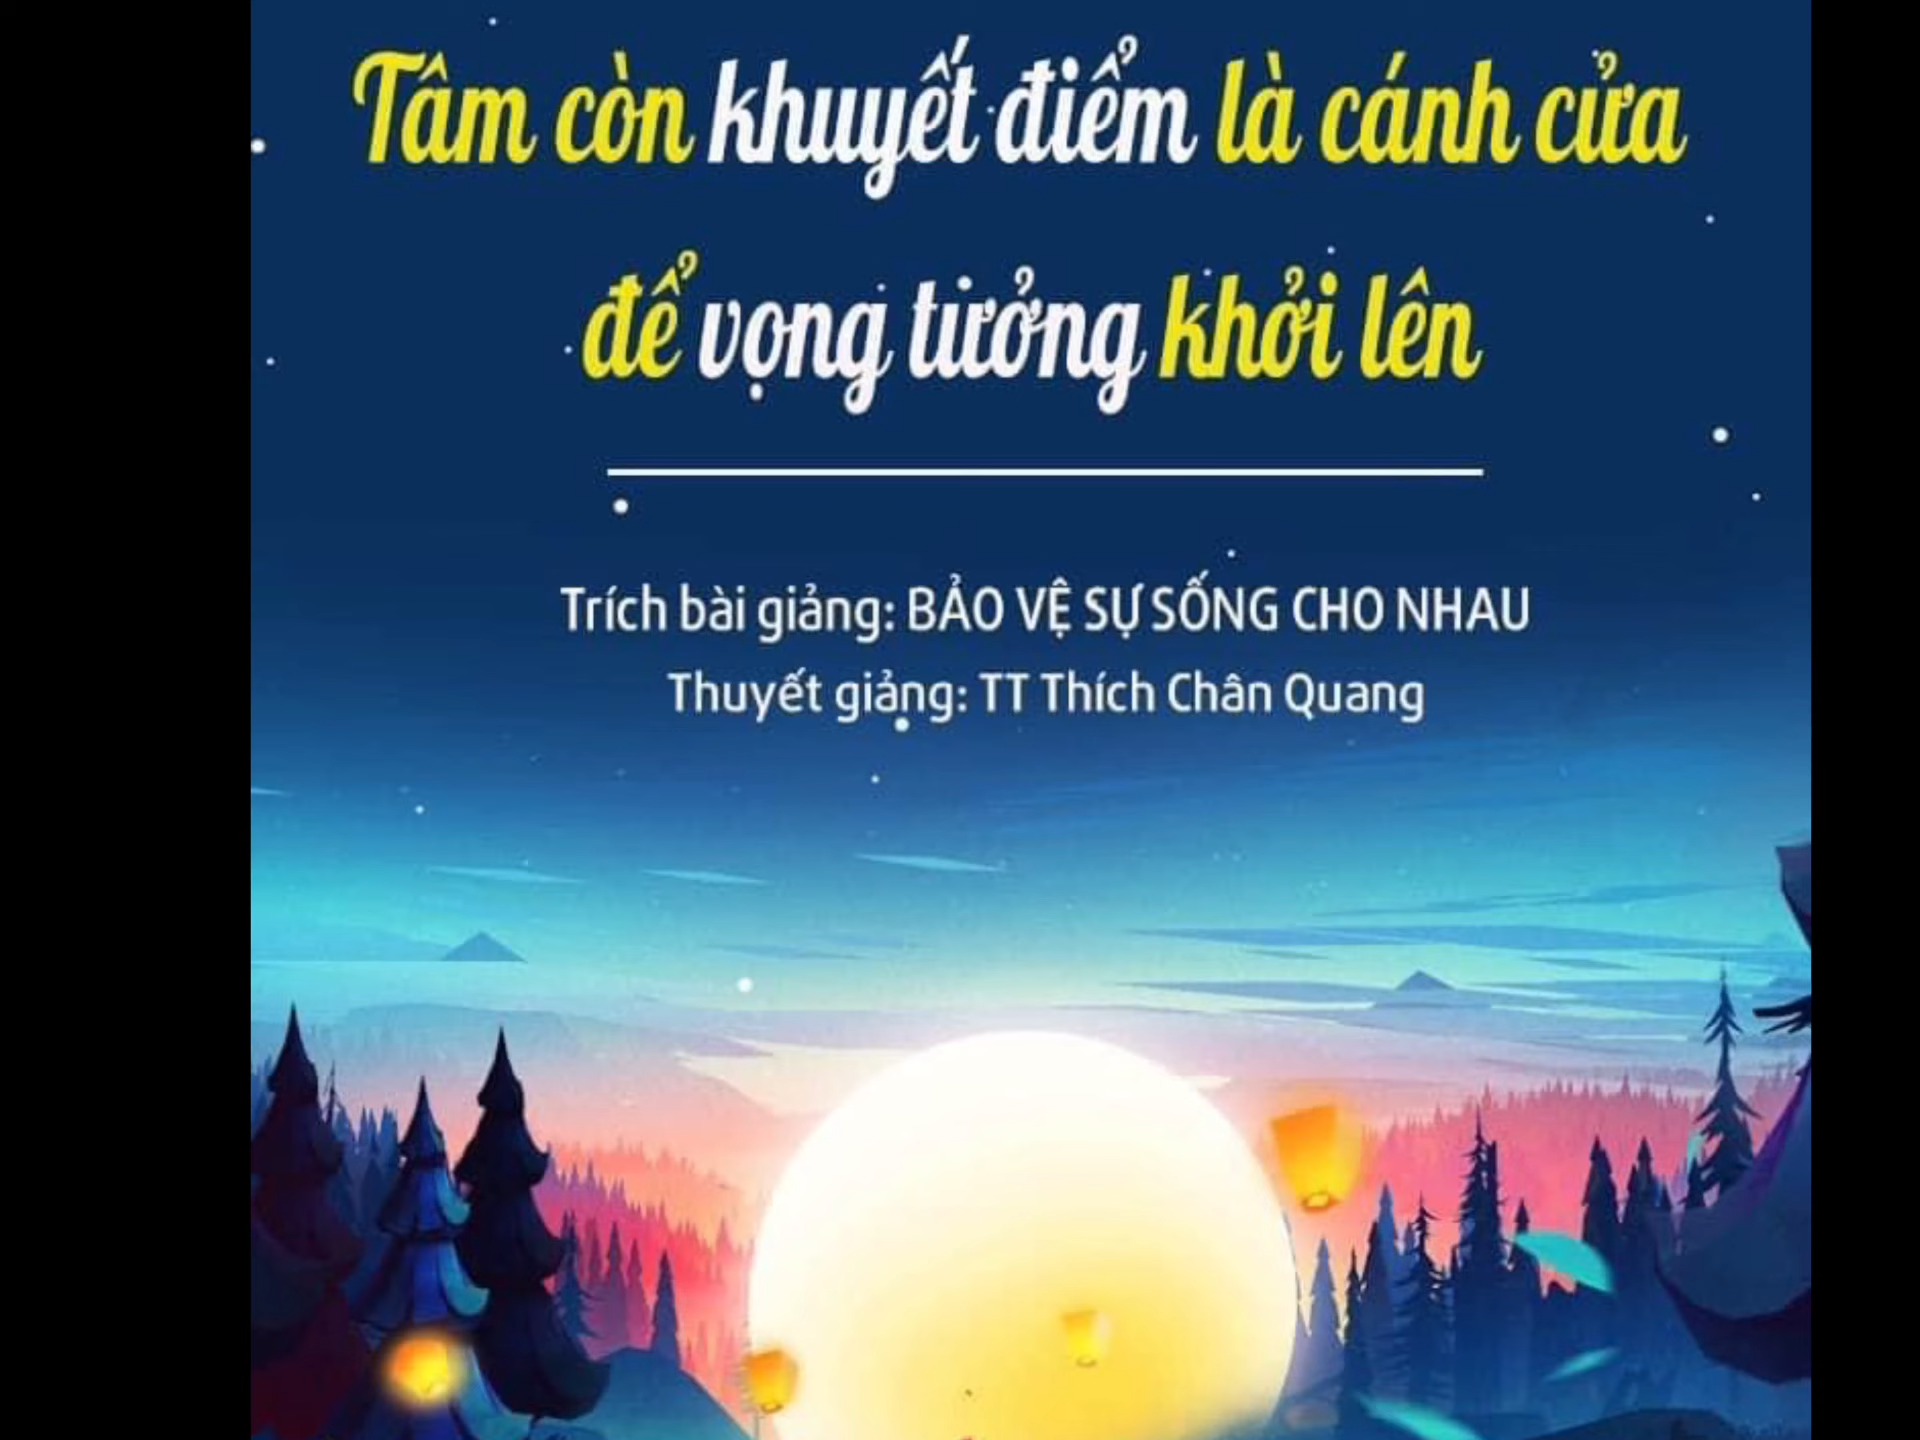 Tâm còn khuyết điểm là cánh cửa
để vọng tưởng khởi lên
Trích bài giảng: BẢO VỆ SỰ SỐNG CHO NHAU
Thuyết giảng: TT Thích Chân Quang